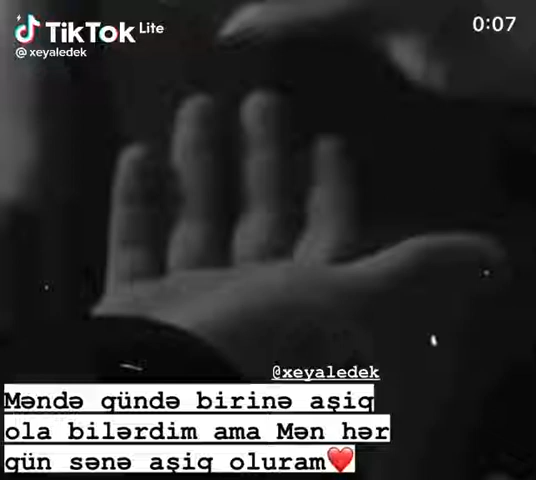 TikTok Lite
0:07
@xeyaledek
@xeyaledek
Məndə gündə birinə aşiq
ola bilərdim ama Mən hər
gün sənə aşiq oluram❤️